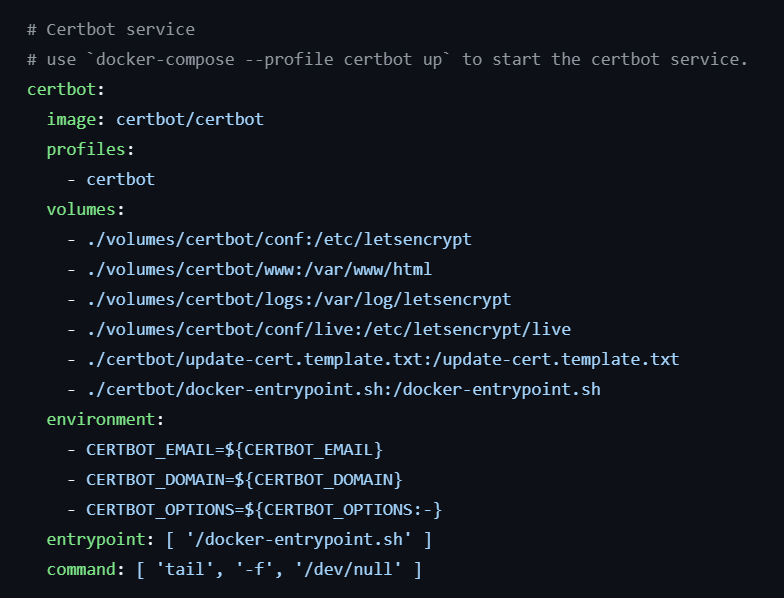 # Certbot service
# use `docker-compose --profile certbot up` to start the certbot service.
certbot:
  image: certbot/certbot
  profiles:
    - certbot
  volumes:
    - ./volumes/certbot/conf:/etc/letsencrypt
    - ./volumes/certbot/www:/var/www/html
    - ./volumes/certbot/logs:/var/log/letsencrypt
    - ./volumes/certbot/conf/live:/etc/letsencrypt/live
    - ./certbot/update-cert.template.txt:/update-cert.template.txt
    - ./certbot/docker-entrypoint.sh:/docker-entrypoint.sh
  environment:
    - CERTBOT_EMAIL=${CERTBOT_EMAIL}
    - CERTBOT_DOMAIN=${CERTBOT_DOMAIN}
    - CERTBOT_OPTIONS=${CERTBOT_OPTIONS:-}
  entrypoint: [ '/docker-entrypoint.sh' ]
  command: [ 'tail', '-f', '/dev/null' ]